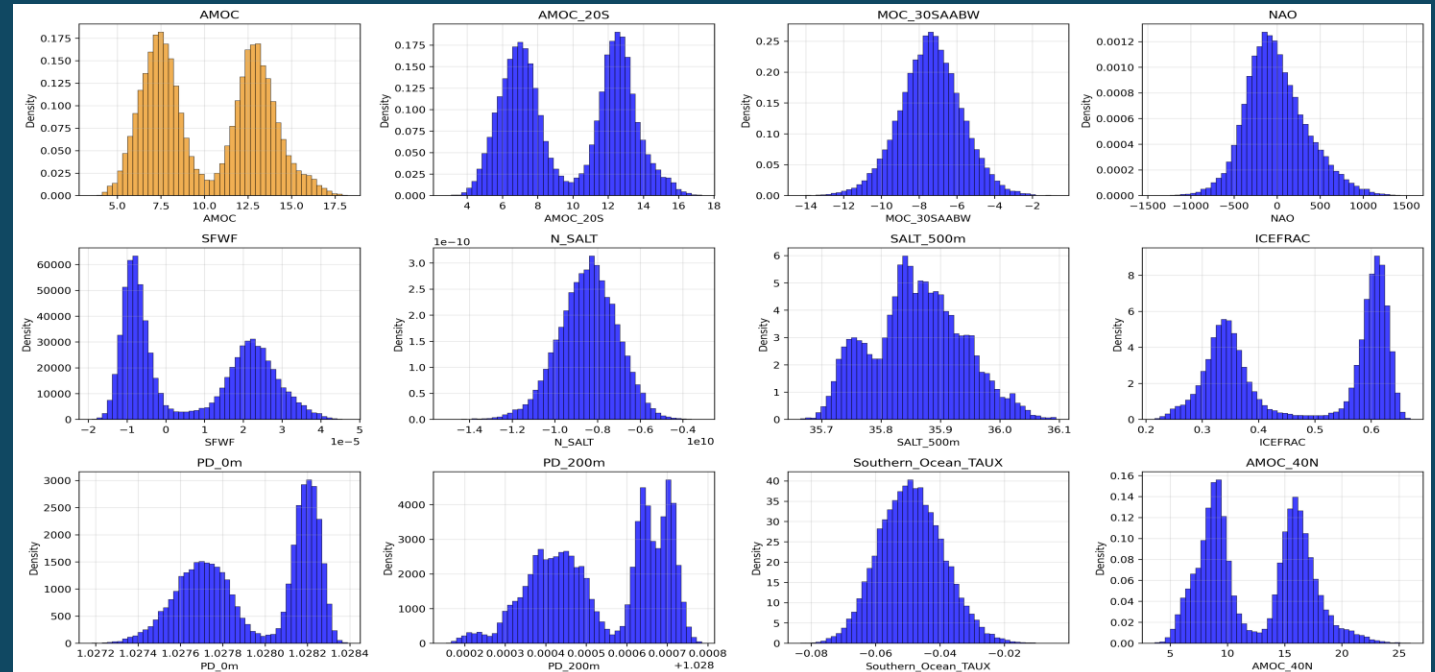 AMOC
AMOC_20S
MOC_30SAABW
NAO
0.175
0.150
0.125
0.100
0.075
0.050
0.025
0.000
Density
5.0 7.5 10.0 12.5 15.0 17.5
AMOC
0.175
0.150
0.125
0.100
0.075
0.050
0.025
0.000
Density
4 6 8 10 12 14 16 18
AMOC_20S
0.25
0.20
0.15
0.10
0.05
0.00
Density
−14 −12 −10 −8 −6 −4 −2
MOC_30SAABW
0.0012
0.0010
0.0008
0.0006
0.0004
0.0002
0.0000
Density
−1500 −1000 −500 0 500 1000 1500
NAO
SFWF
N_SALT
SALT_500m
ICEFRAC
60000
50000
40000
30000
20000
10000
0
Density
−2 −1 0 1 2 3 4 5
SFWF
1e−5
1e−10
3.0
2.5
2.0
1.5
1.0
0.5
0.0
Density
−1.4 −1.2 −1.0 −0.8 −0.6 −0.4
N_SALT
1e10
6
5
4
3
2
1
0
Density
35.7 35.8 35.9 36.0 36.1
SALT_500m
8
6
4
2
0
Density
0.2 0.3 0.4 0.5 0.6
ICEFRAC
PD_0m
PD_200m
Southern_Ocean_TAUX
AMOC_40N
3000
2500
2000
1500
1000
500
0
Density
1.0272 1.0274 1.0276 1.0278 1.0280 1.0282 1.0284
PD_0m
4000
3000
2000
1000
0
Density
0.0002 0.0003 0.0004 0.0005 0.0006 0.0007 0.0008
PD_200m
+1.028
40
35
30
25
20
15
10
5
0
Density
−0.08 −0.06 −0.04 −0.02
Southern_Ocean_TAUX
0.16
0.14
0.12
0.10
0.08
0.06
0.04
0.02
0.00
Density
5 10 15 20 25
AMOC_40N